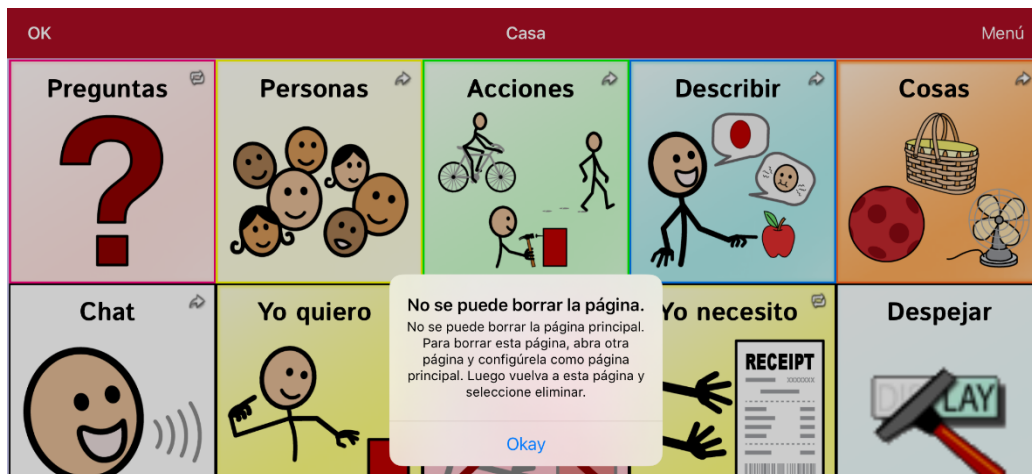 OK Casa Menú
Preguntas Personas Acciones Describir Cosas
Chat Yo quiero Yo necesito Despejar
No se puede borrar la página.
No se puede borrar la página principal.
Para borrar esta página, abra otra
página y configúrela como página
principal. Luego vuelva a esta página y
seleccione eliminar.
Okay
RECEIPT
XXXXXXX
DISPLAY